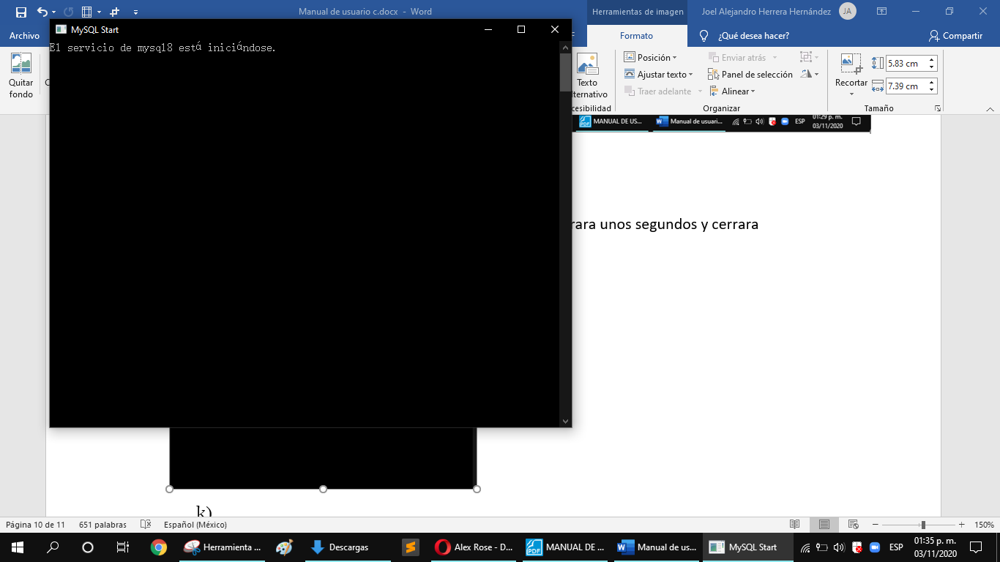 Manual de usuario c.docx - Word
Herramientas de imagen
Joel Alejandro Herrera Hernández
JA
Archivo
MySQL Start
Formato
¿Qué desea hacer?
Compartir
El servicio de mysql8 está iniciándose.
Quitar
fondo
Texto
lternativo
cesibilidad
Posición
Ajustar texto
Traer adelante
Enviar atrás
Panel de selección
Alinear
Organizar
Recortar
5.83 cm
7.39 cm
Tamaño
MANUAL DE US...
Manual de usuari...
ESP
01:29 p. m.
03/11/2020
rara unos segundos y cerrara
k)
Página 10 de 11
651 palabras
Español (México)
150%
Herramienta ...
Descargas
Alex Rose - D...
PDF
MANUAL DE ...
Manual de us...
MySQL Start
ESP
01:35 p. m.
03/11/2020